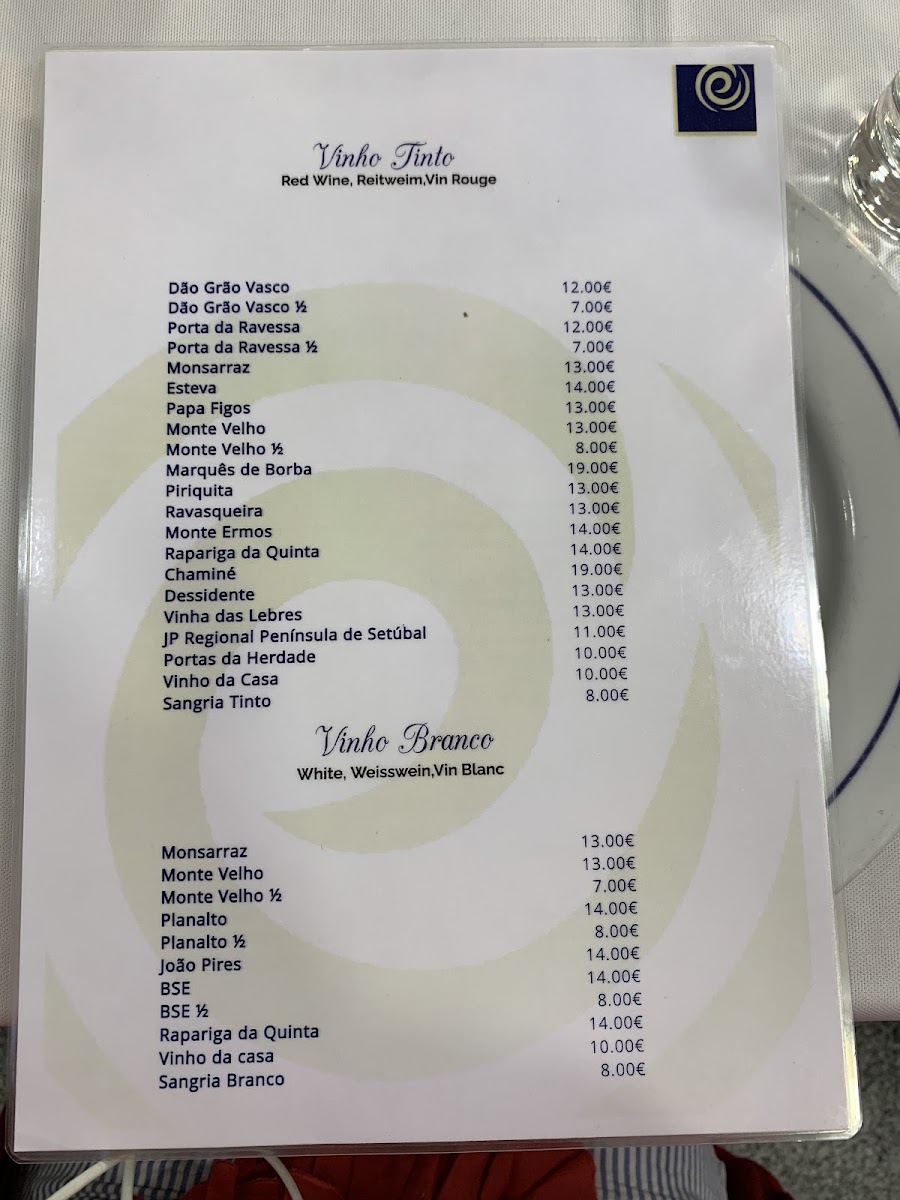 Vinho Tinto
Red Wine, Reitweim,Vin Rouge
Dão Grão Vasco 12.00€
Dão Grão Vasco ½ 7.00€
Porta da Ravessa 12.00€
Porta da Ravessa ½ 7.00€
Monsarraz 13.00€
Esteva 14.00€
Papa Figos 13.00€
Monte Velho 13.00€
Monte Velho ½ 8.00€
Marquês de Borba 19.00€
Piriquita 13.00€
Ravasqueira 13.00€
Monte Ermos 14.00€
Rapariga da Quinta 14.00€
Chaminé 19.00€
Dessidente 13.00€
Vinha das Lebres 13.00€
JP Regional Península de Setúbal 11.00€
Portas da Herdade 10.00€
Vinho da Casa 10.00€
Sangria Tinto 8.00€
Vinho Branco
White, Weisswein,Vin Blanc
Monsarraz 13.00€
Monte Velho 13.00€
Monte Velho ½ 7.00€
Planalto 14.00€
Planalto ½ 8.00€
João Pires 14.00€
BSE 14.00€
BSE ½ 8.00€
Rapariga da Quinta 14.00€
Vinho da casa 10.00€
Sangria Branco 8.00€